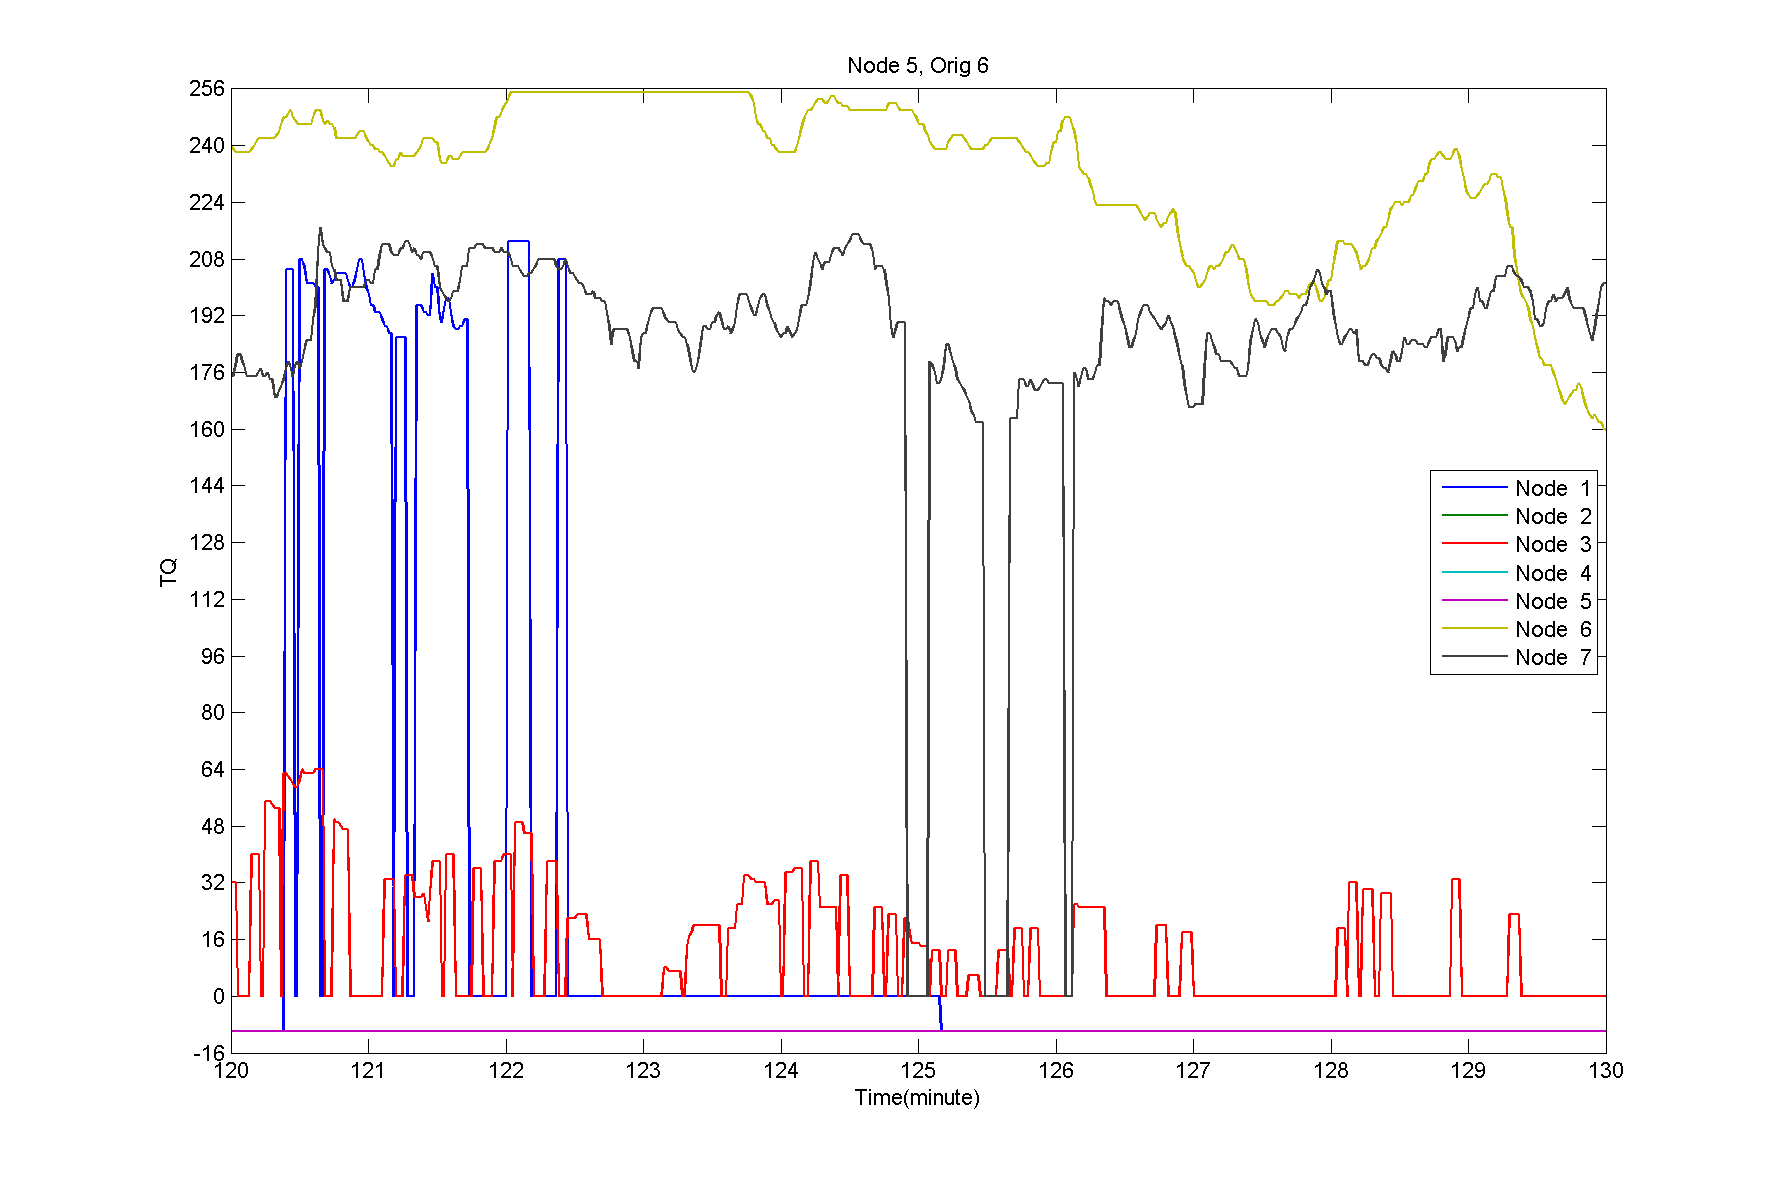 Node 5, Orig 6
256
240
224
208
192
176
160
144
128
112
96
80
64
48
32
16
0
-16
TQ
120 121 122 123 124 125 126 127 128 129 130
Time(minute)
Node 1
Node 2
Node 3
Node 4
Node 5
Node 6
Node 7